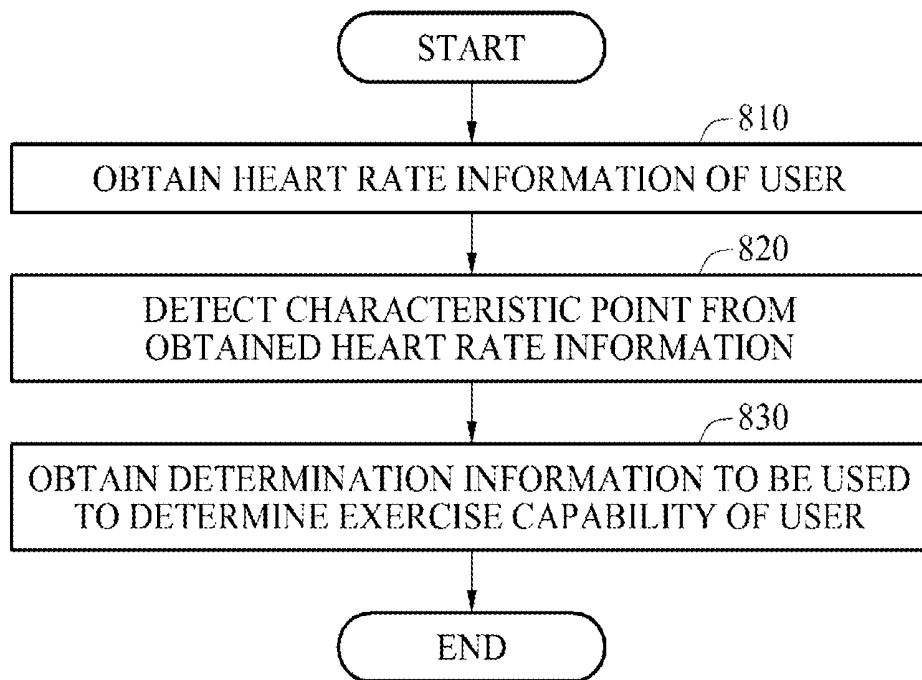 START
810
OBTAIN HEART RATE INFORMATION OF USER
820
DETECT CHARACTERISTIC POINT FROM
OBTAINED HEART RATE INFORMATION
830
OBTAIN DETERMINATION INFORMATION TO BE USED
TO DETERMINE EXERCISE CAPABILITY OF USER
END